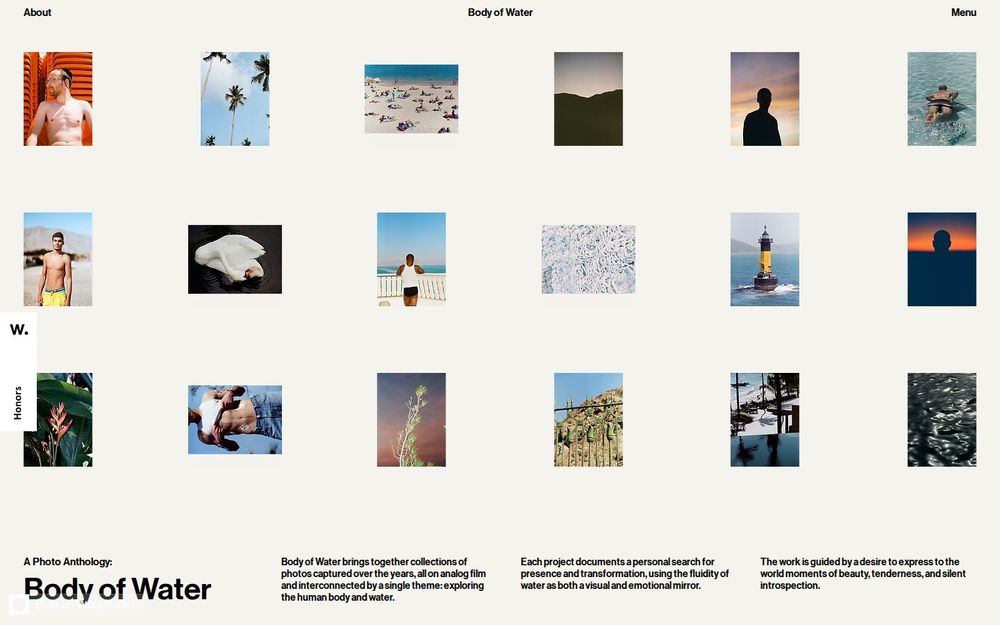 About
Body of Water
Menu
W.
Honors
A Photo Anthology:
Body of Water
Body of Water brings together collections of
photos captured over the years, all on analog film
and interconnected by a single theme: exploring
the human body and water.
Each project documents a personal search for
presence and transformation, using the fluidity of
water as both a visual and emotional mirror.
The work is guided by a desire to express to the
world moments of beauty, tenderness, and silent
introspection.